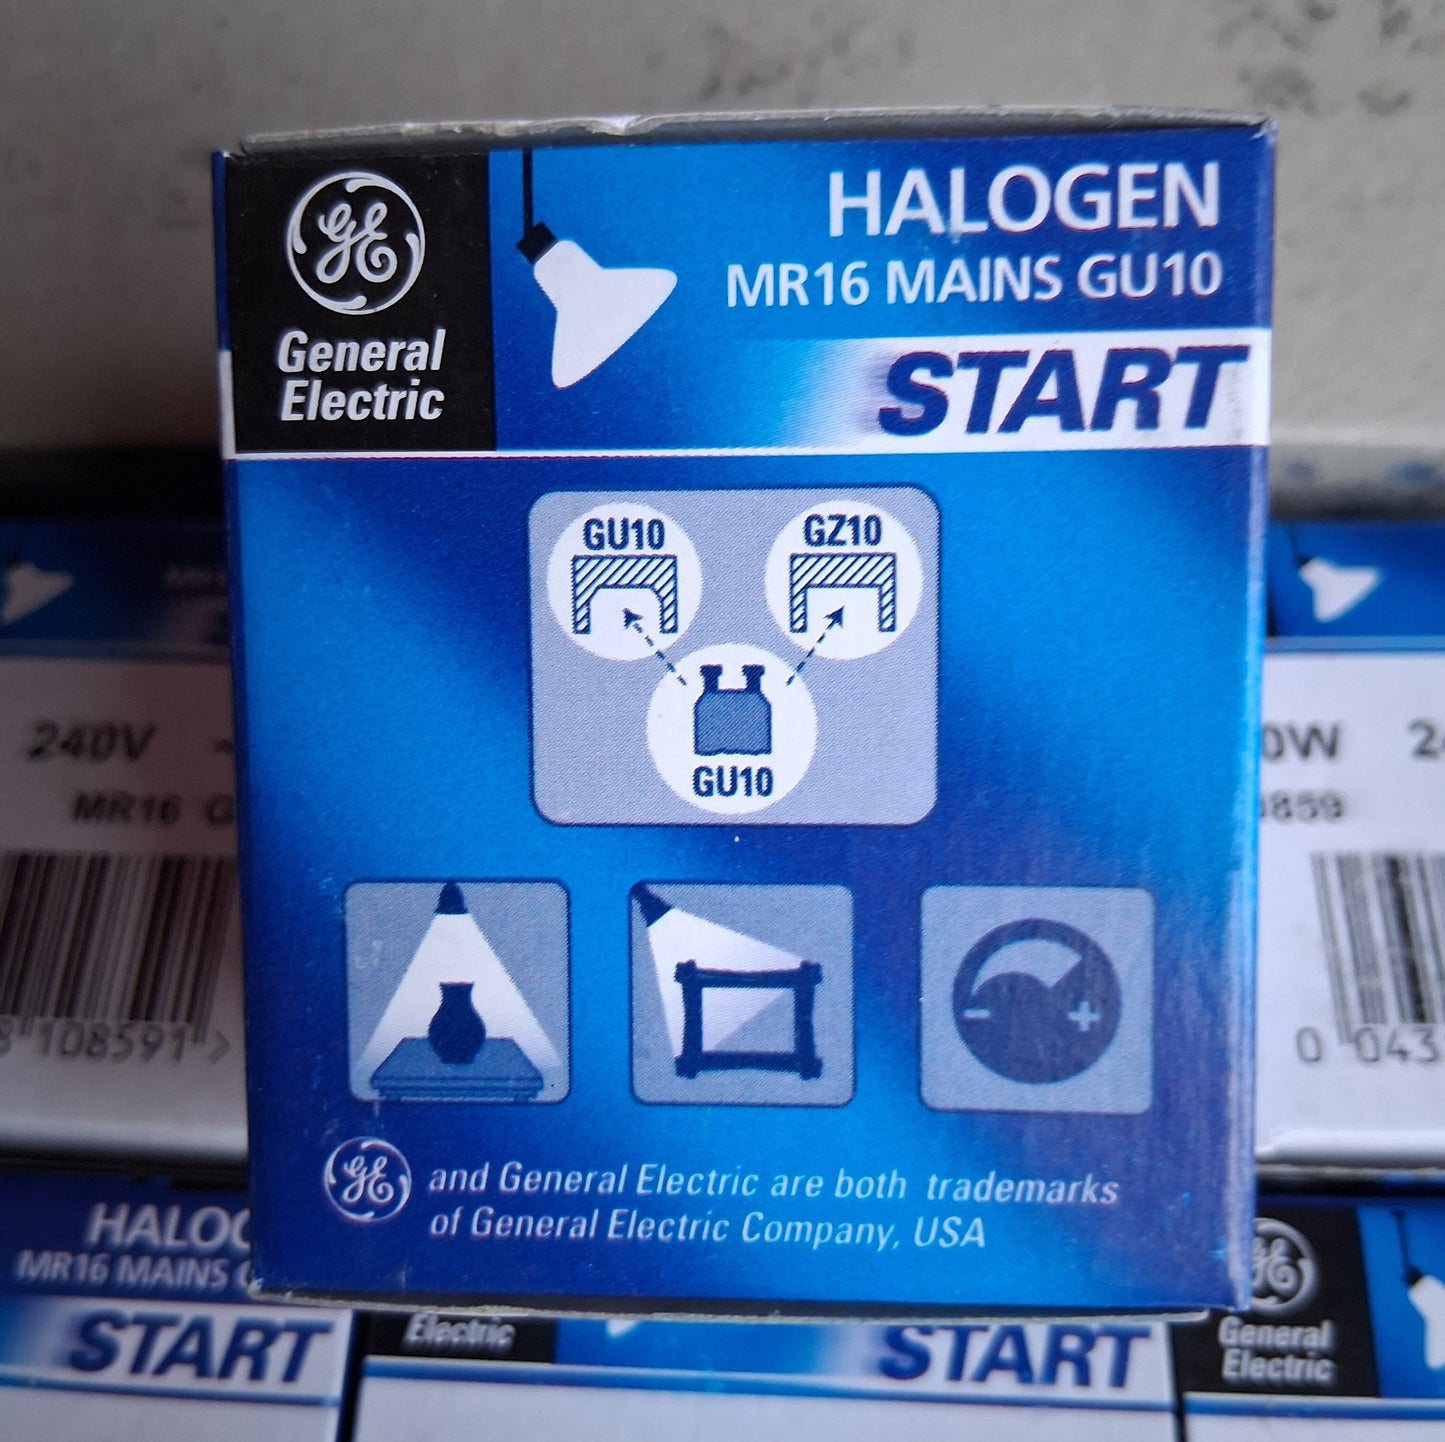 GE
General
Electric
HALOGEN
MR16 MAINS GU10
START
GU10
GZ10
GU10
- +
GE and General Electric are both trademarks
of General Electric Company, USA
240V ~
MR16
8 108591 >
0W
859
0 043
HALO
MR16 MAINS
START
Electric
START
GE
General
Electric